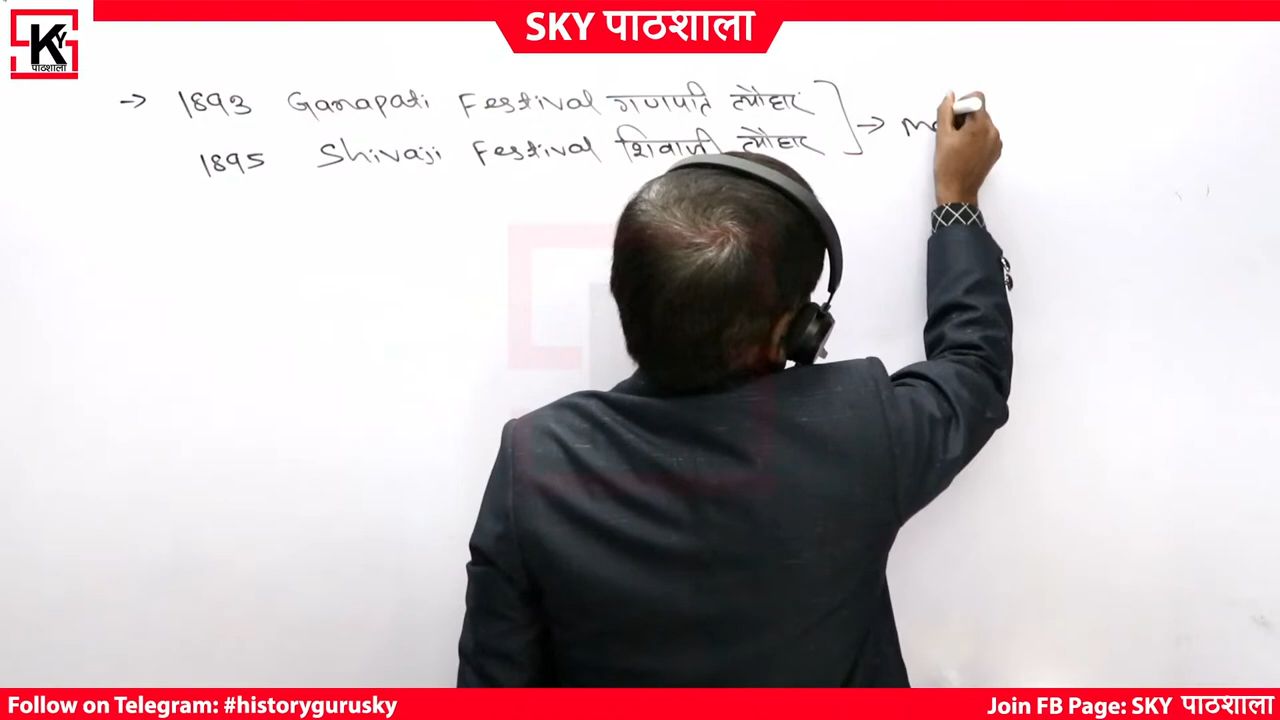 SKY पाठशाला
KY
पाठशाला
→ 1893 Ganapati Festival गणपति त्यौहार
1895 Shivaji Festival शिवाजी त्यौहार
→
Follow on Telegram: #historygurusky
Join FB Page: SKY पाठशाला